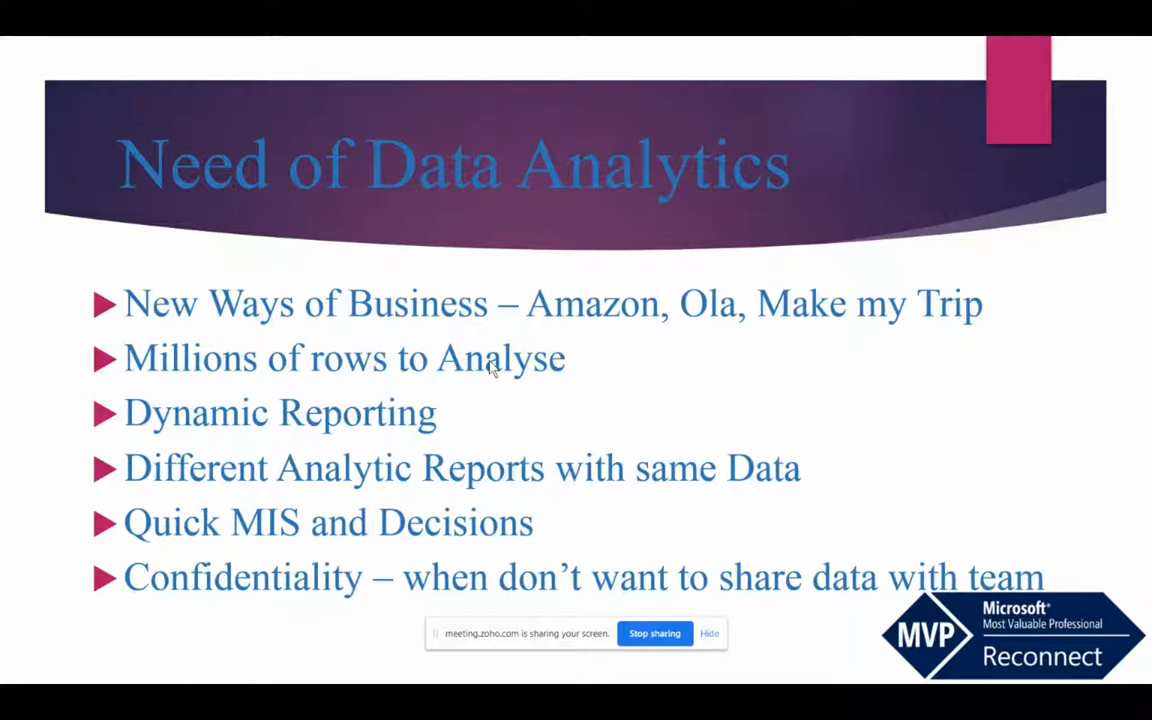 Need of Data Analytics
New Ways of Business – Amazon, Ola, Make my Trip
Millions of rows to Analyse
Dynamic Reporting
Different Analytic Reports with same Data
Quick MIS and Decisions
Confidentiality – when don’t want to share data with team
meeting.zoho.com is sharing your screen. Stop sharing Hide
MVP
Microsoft®
Most Valuable Professional
Reconnect